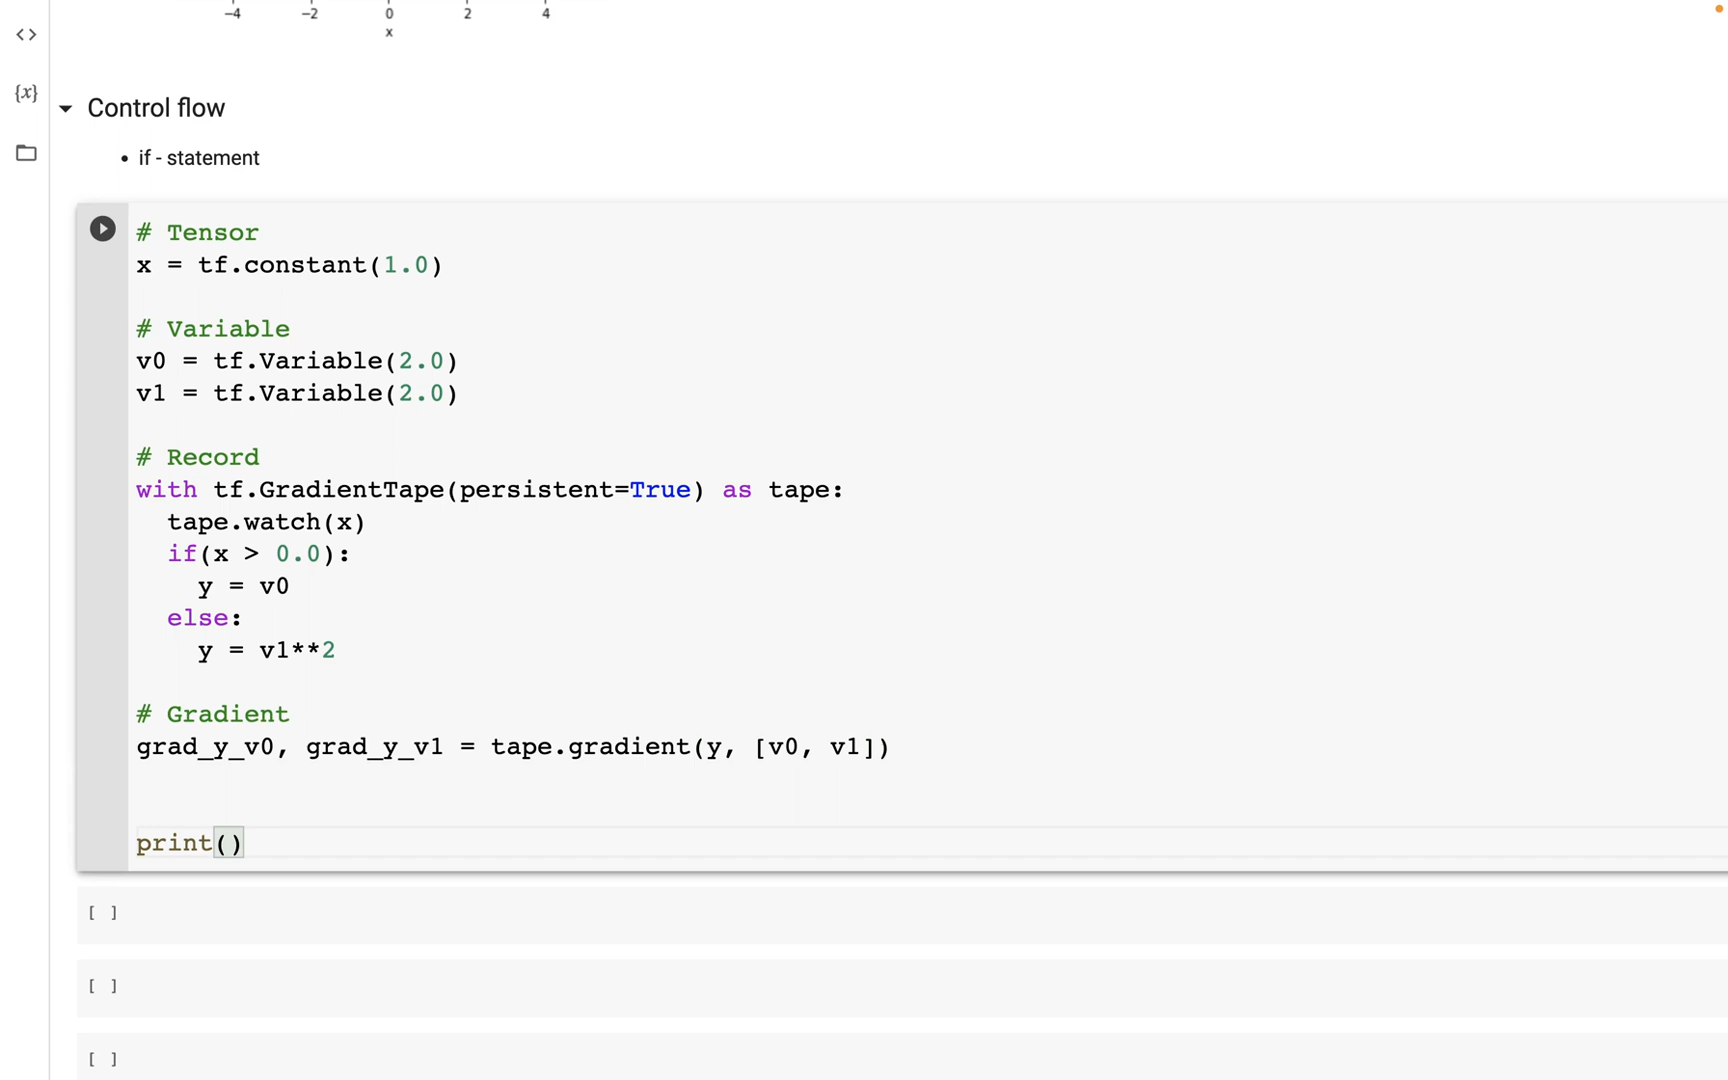 −4 −2 0 2 4
x
<>
{x}
Control flow
• if - statement
# Tensor
x = tf.constant(1.0)
# Variable
v0 = tf.Variable(2.0)
v1 = tf.Variable(2.0)
# Record
with tf.GradientTape(persistent=True) as tape:
  tape.watch(x)
  if(x > 0.0):
    y = v0
  else:
    y = v1**2
# Gradient
grad_y_v0, grad_y_v1 = tape.gradient(y, [v0, v1])
print()
[ ]
[ ]
[ ]